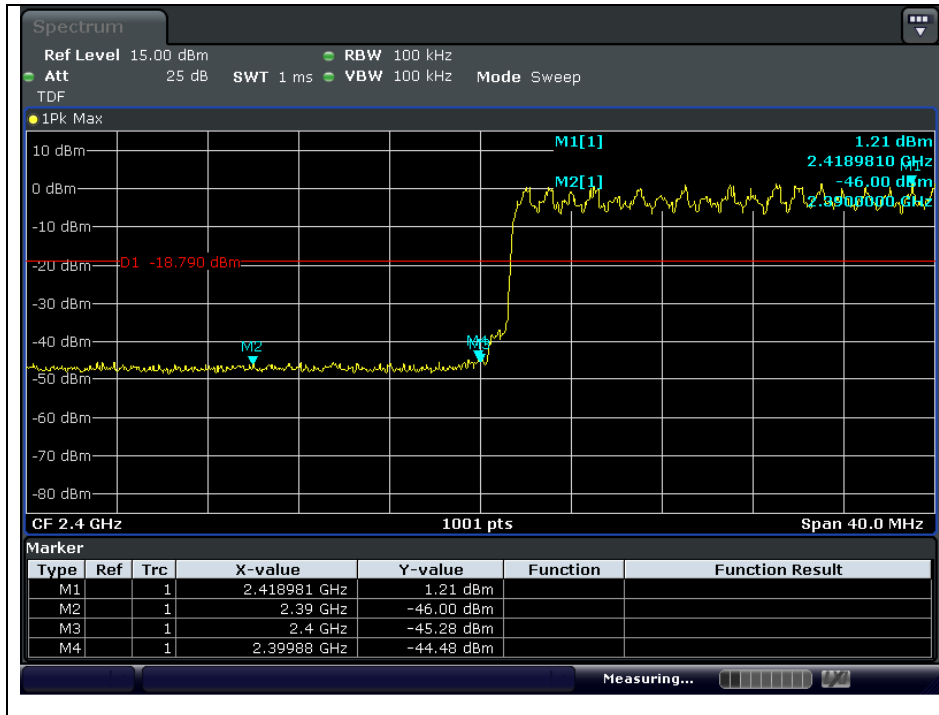 Spectrum
Ref Level 15.00 dBm RBW 100 kHz
Att 25 dB SWT 1 ms VBW 100 kHz Mode Sweep
TDF
1Pk Max
M1[1] 1.21 dBm
2.4189810 GHz
M2[1] -46.00 dBm
2.3900000 GHz
M1
10 dBm
0 dBm
-10 dBm
-20 dBm
D1 -18.790 dBm
-30 dBm
-40 dBm
M2
-50 dBm
-60 dBm
-70 dBm
-80 dBm
CF 2.4 GHz 1001 pts Span 40.0 MHz
Marker
Type Ref Trc X-value Y-value Function Function Result
M1 1 2.418981 GHz 1.21 dBm
M2 1 2.39 GHz -46.00 dBm
M3 1 2.4 GHz -45.28 dBm
M4 1 2.39988 GHz -44.48 dBm
Measuring...